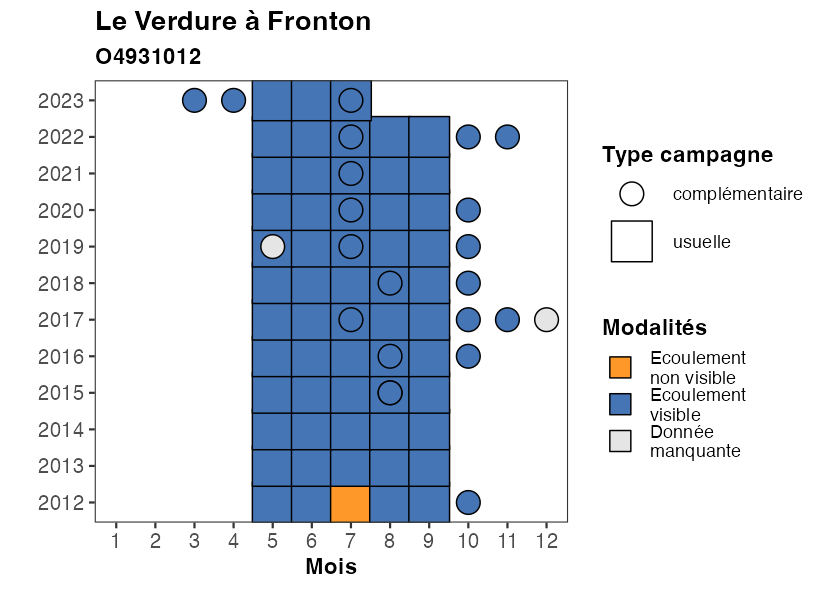 Le Verdure à Fronton
O4931012
2023
2022
2021
2020
2019
2018
2017
2016
2015
2014
2013
2012
1 2 3 4 5 6 7 8 9 10 11 12
Mois
Type campagne
complémentaire
usuelle
Modalités
Ecoulement
non visible
Ecoulement
visible
Donnée
manquante